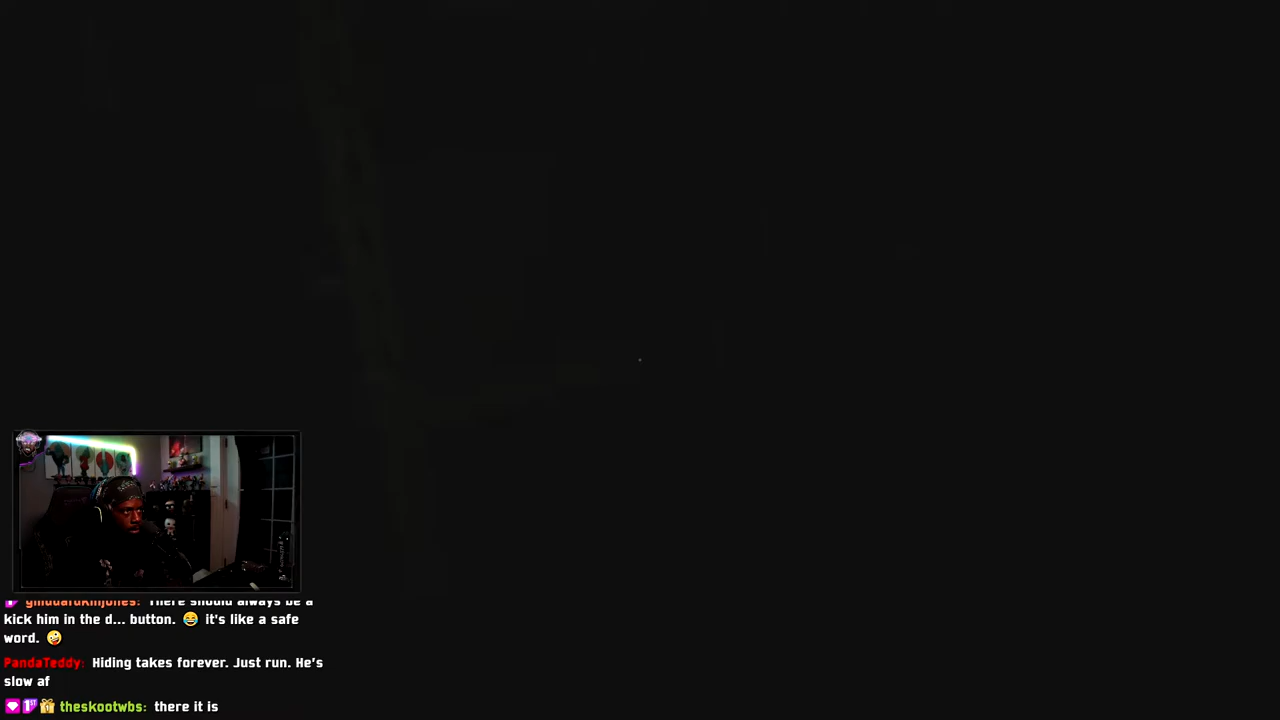 There should always be a
kick him in the d... button. 😂 it's like a safe
word. 🤪
PandaTeddy: Hiding takes forever. Just run. He's
slow af
theskootwbs: there it is